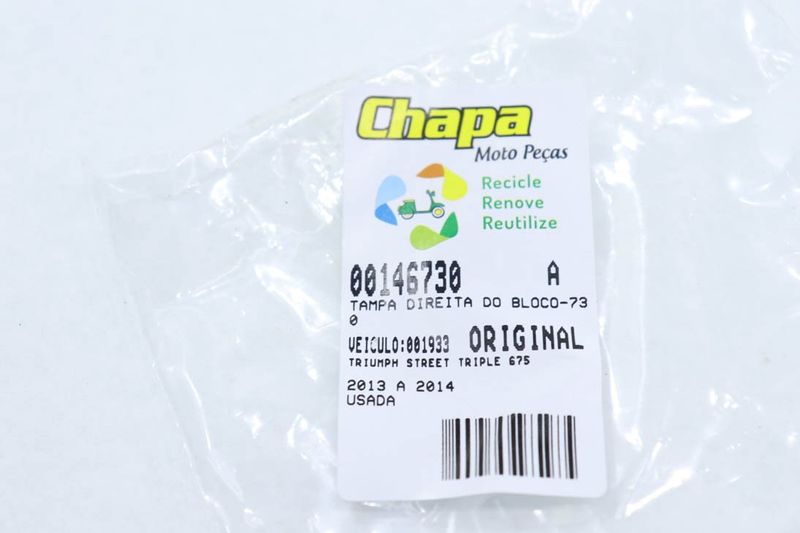 Chapa
Moto Peças
Recicle
Renove
Reutilize
00146730 A
TAMPA DIREITA DO BLOCO-73
0
VEICULO:001933 ORIGINAL
TRIUMPH STREET TRIPLE 675
2013 A 2014
USADA